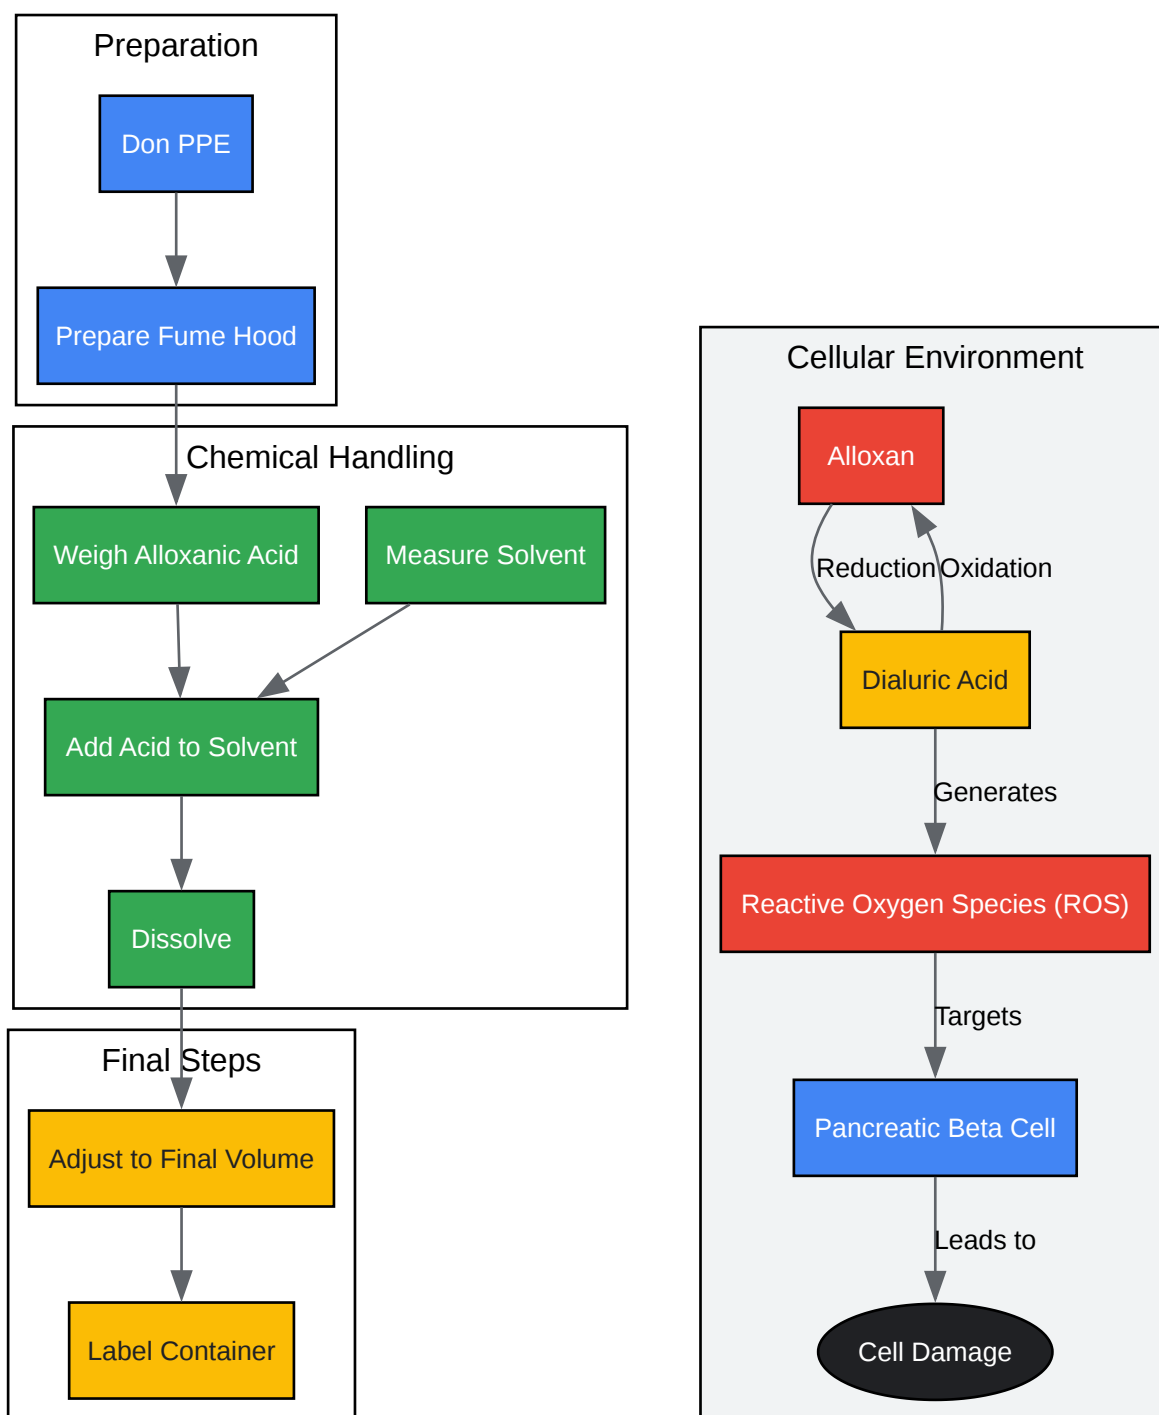 Preparation
Don PPE
Prepare Fume Hood
Chemical Handling
Weigh Alloxanic Acid
Measure Solvent
Add Acid to Solvent
Dissolve
Final Steps
Adjust to Final Volume
Label Container
Cellular Environment
Alloxan
Reduction
Oxidation
Dialuric Acid
Generates
Reactive Oxygen Species (ROS)
Targets
Pancreatic Beta Cell
Leads to
Cell Damage